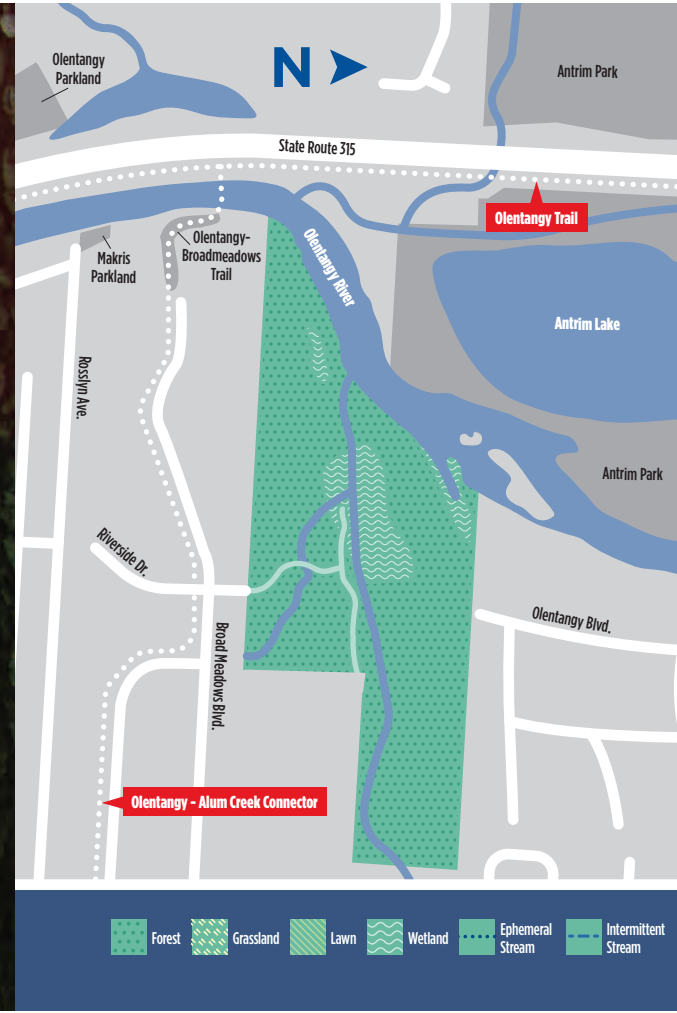 Olentangy
Parkland
N
Antrim Park
State Route 315
Olentangy Trail
Makris
Parkland
Olentangy-
Broadmeadows
Trail
Olentangy River
Antrim Lake
Rosslyn Ave.
Antrim Park
Riverside Dr.
Olentangy Blvd.
Broad Meadows Blvd.
Olentangy - Alum Creek Connector
Forest
Grassland
Lawn
Wetland
Ephemeral
Stream
Intermittent
Stream